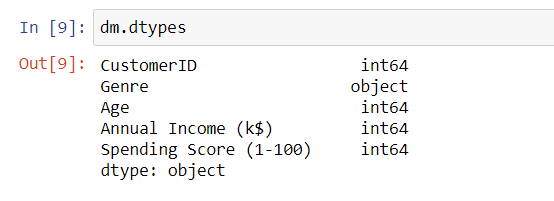 In [9]: dm.dtypes
Out[9]: CustomerID int64
Genre object
Age int64
Annual Income (k$) int64
Spending Score (1-100) int64
dtype: object